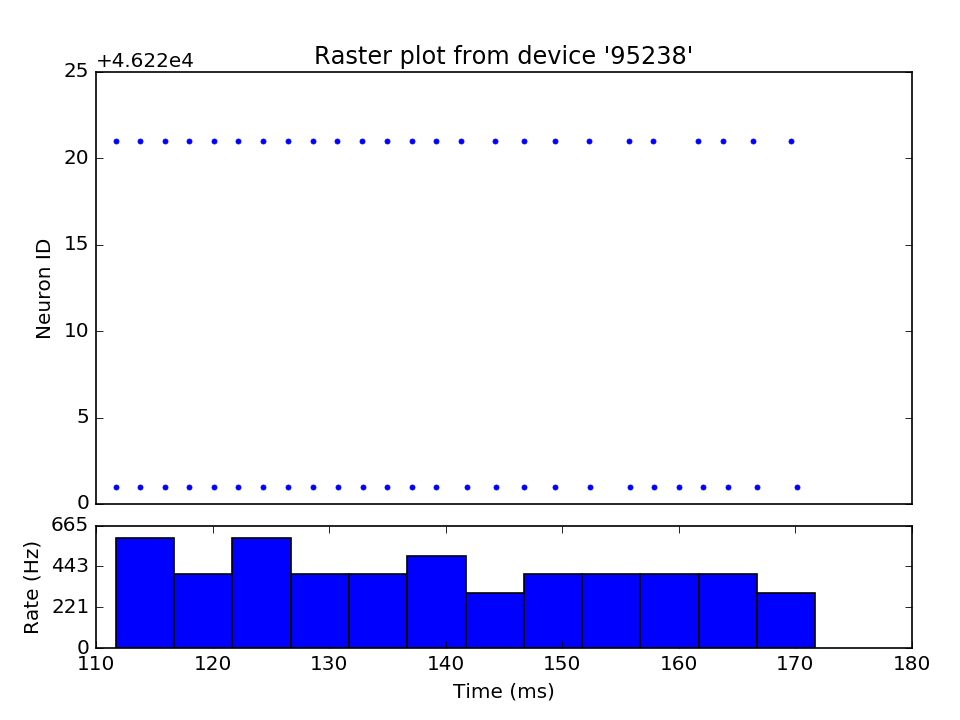 +4.622e4
Raster plot from device '95238'
25
20
15
10
5
0
Neuron ID
665
443
221
0
Rate (Hz)
110 120 130 140 150 160 170 180
Time (ms)